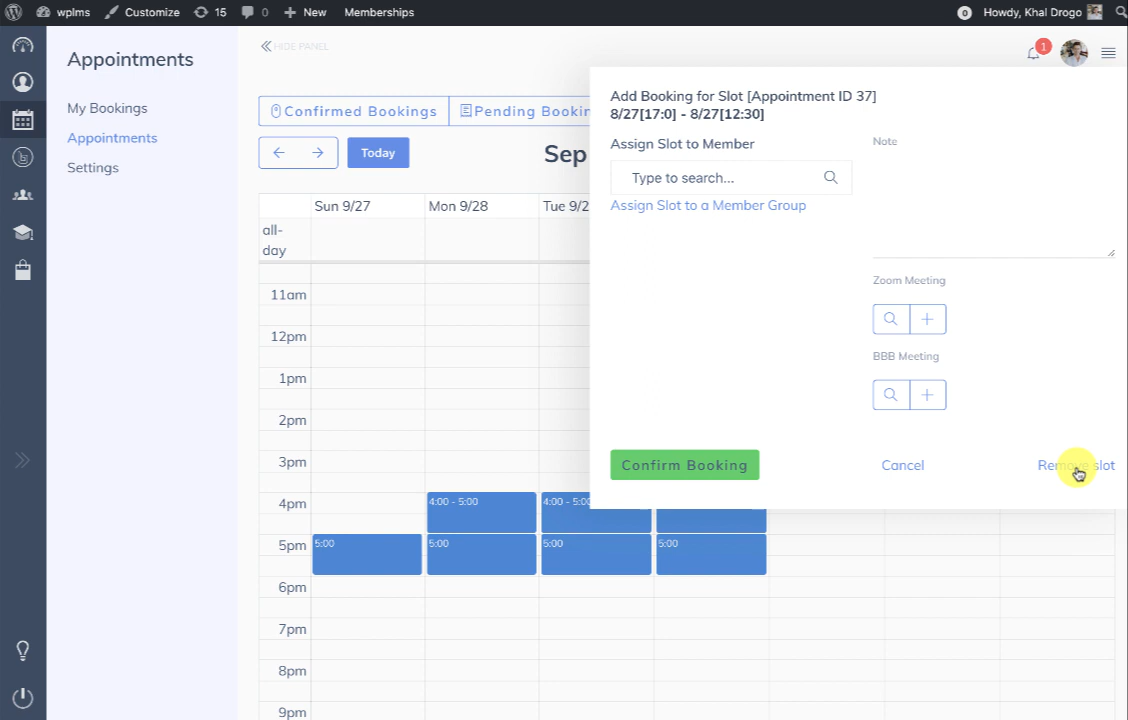 wplms
Customize
15
0
New
Memberships
0
Howdy, Khal Drogo
Appointments
My Bookings
Appointments
Settings
HIDE PANEL
1
Confirmed Bookings
Pending Bookin
Today
Sep
Sun 9/27
Mon 9/28
Tue 9/2
all-
day
11am
12pm
1pm
2pm
3pm
4pm
5pm
6pm
7pm
8pm
9pm
4:00 - 5:00
4:00 - 5:00
5:00
5:00
5:00
5:00
Add Booking for Slot [Appointment ID 37]
8/27[17:0] - 8/27[12:30]
Assign Slot to Member
Type to search...
Assign Slot to a Member Group
Note
Zoom Meeting
BBB Meeting
Confirm Booking
Cancel
Remove slot